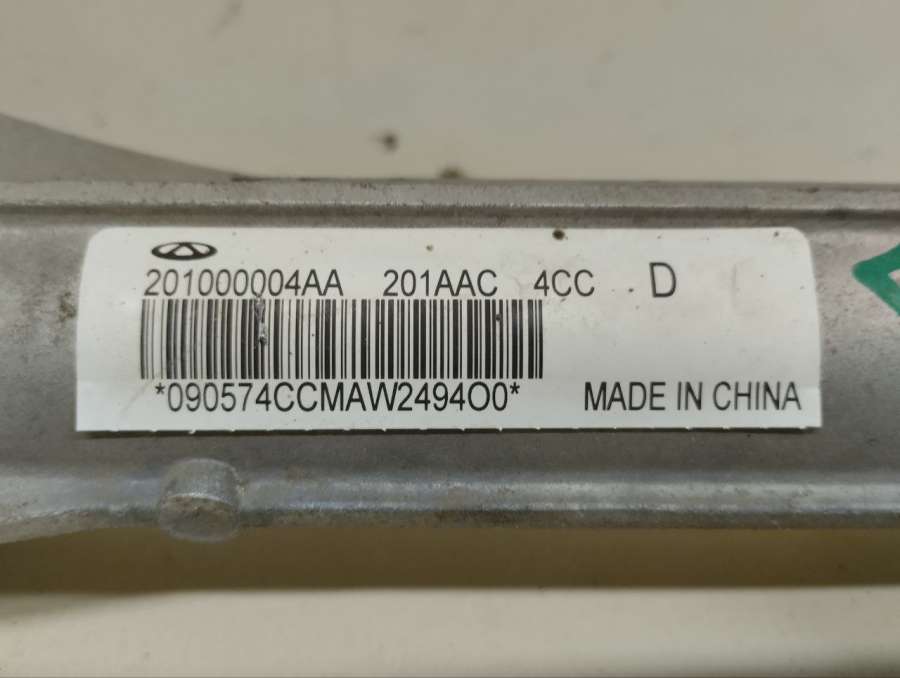 201000004AA 201AAC 4CC D
*090574CCMAW2494O0* MADE IN CHINA